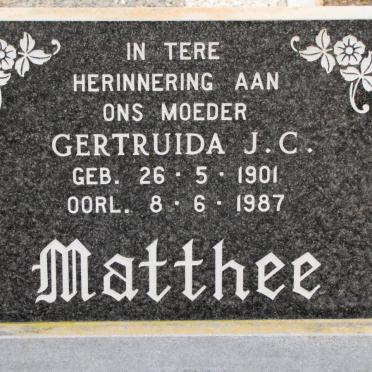 IN TERE
HERINNERING AAN
ONS MOEDER
GERTRUIDA J.C.
GEB. 26·5·1901
OORL. 8·6·1987
Matthee